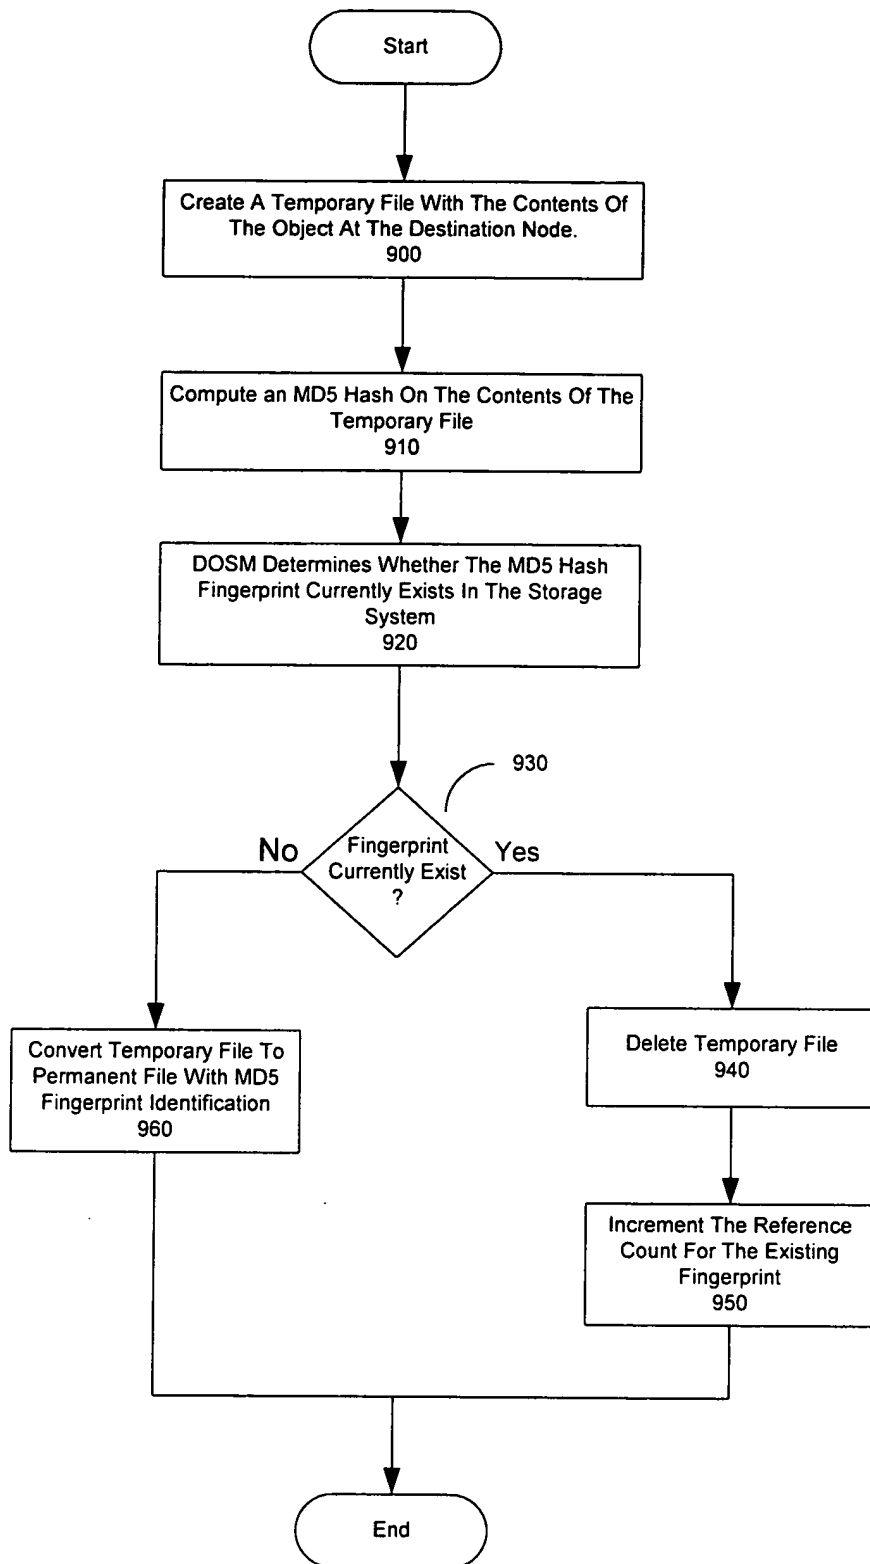 Start
Create A Temporary File With The Contents Of
The Object At The Destination Node.
900
Compute an MD5 Hash On The Contents Of The
Temporary File
910
DOSM Determines Whether The MD5 Hash
Fingerprint Currently Exists In The Storage
System
920
930
No
Fingerprint
Currently Exist
?
Yes
Convert Temporary File To
Permanent File With MD5
Fingerprint Identification
960
Delete Temporary File
940
Increment The Reference
Count For The Existing
Fingerprint
950
End